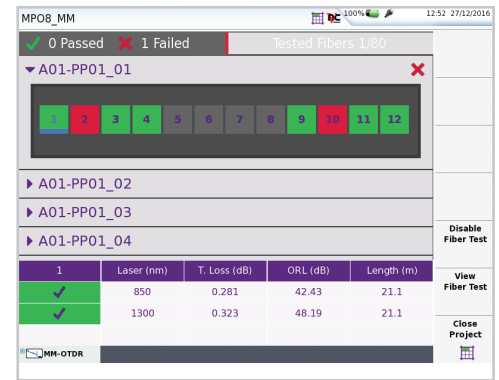 MPO8_MM 100% 12:52 27/12/2016
0 Passed 1 Failed Tested Fibers 1/80
A01-PP01_01
1 2 3 4 5 6 7 8 9 10 11 12
A01-PP01_02
A01-PP01_03
A01-PP01_04
Disable
Fiber Test
1 Laser (nm) T. Loss (dB) ORL (dB) Length (m)
850 0.281 42.43 21.1
1300 0.323 48.19 21.1
View
Fiber Test
Close
Project
MM-OTDR